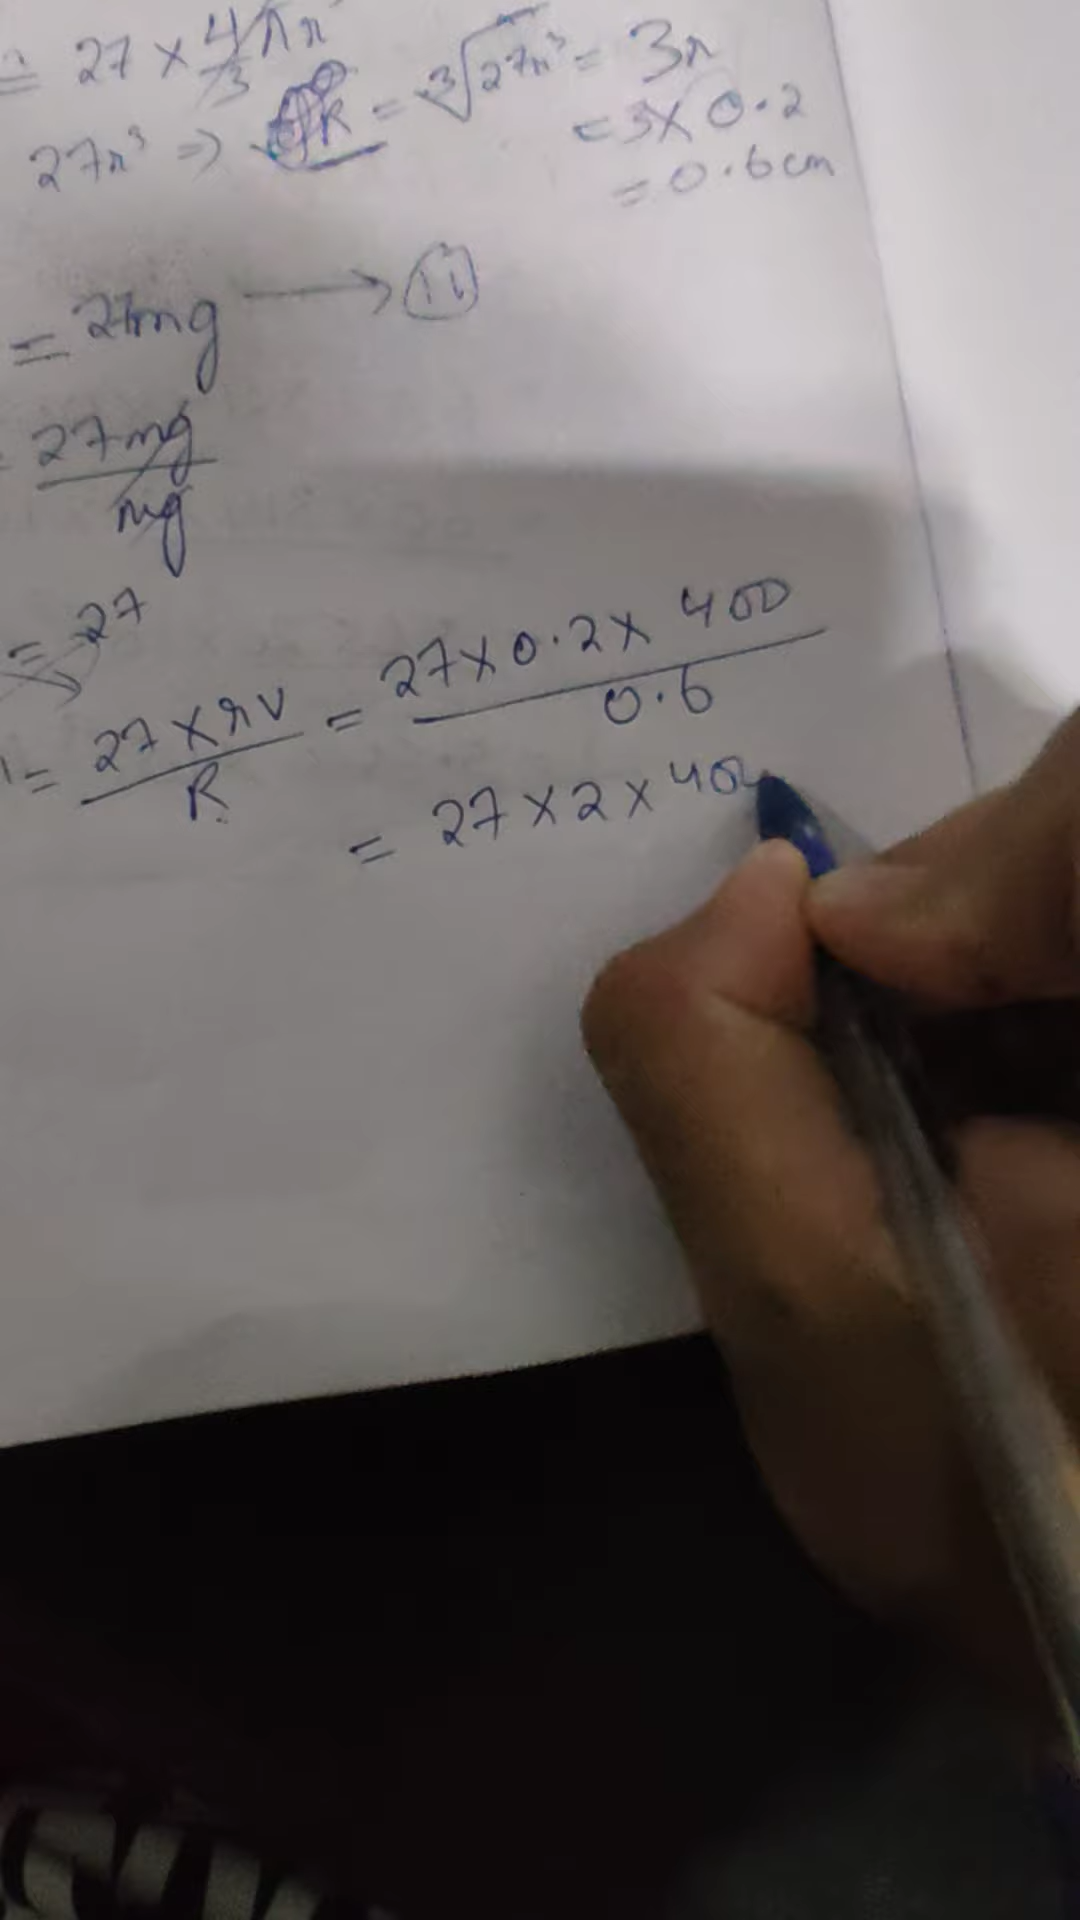 = 27 × 4/3 πr
27r³ ⇒ R = ∛27r³ = 3r
= 3 × 0.2
= 0.6 cm
= 27mg → (ii)
27mg/mg
= 27
= 27 × rV/R = 27 × 0.2 × 400/0.6
= 27 × 2 × 400